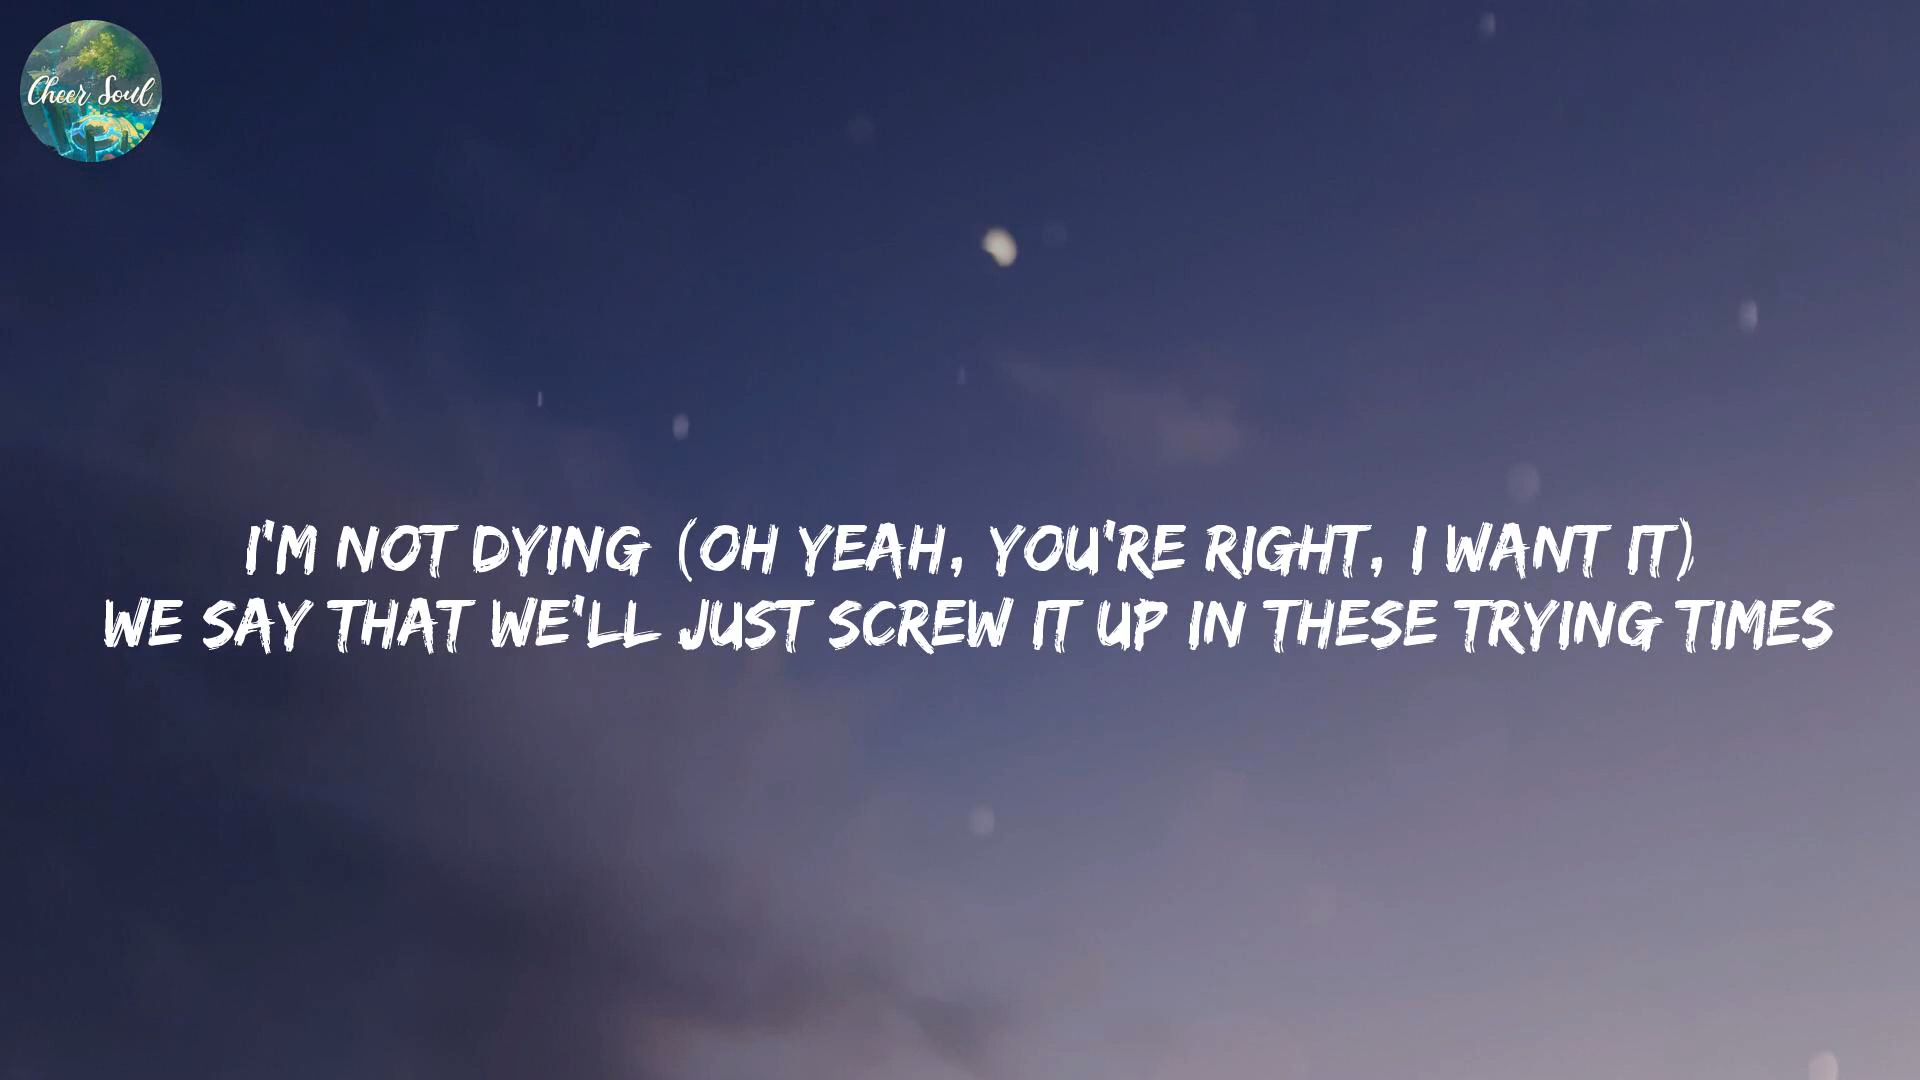 Cheer Soul
I'M NOT DYING (OH YEAH, YOU'RE RIGHT, I WANT IT)
WE SAY THAT WE'LL JUST SCREW IT UP IN THESE TRYING TIMES